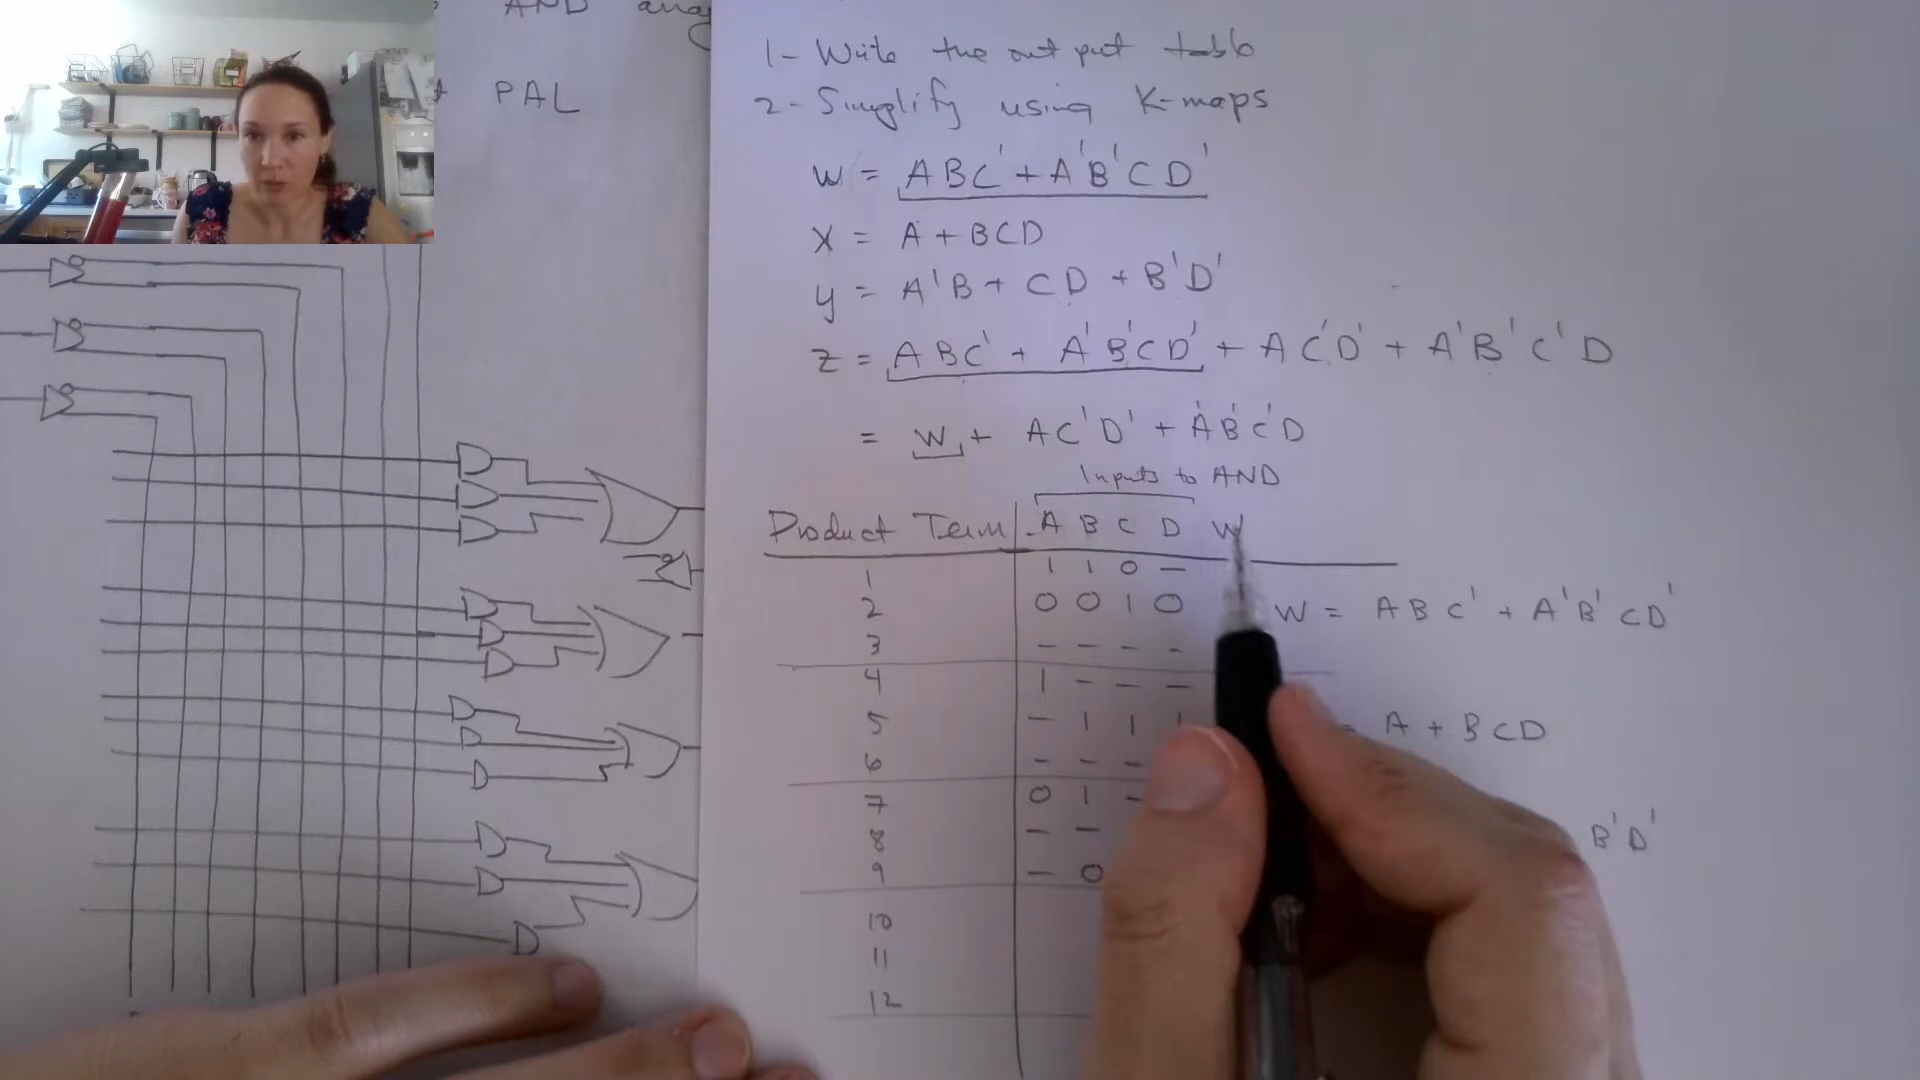 AND
PAL
1- Write the output table
2- Simplify using K-maps
W = ABC' + A'B'CD'
X = A + BCD
y = A'B + CD + B'D'
Z = ABC' + A'B'CD' + AC'D' + A'B'C'D
= W + AC'D' + A'B'C'D
Inputs to AND
Product Term A B C D W
1 1 1 0 -
2 0 0 1 0 W = ABC' + A'B'CD'
3 - - - -
4 1 - - -
5 - 1 1 1 = A + BCD
6 - - -
7 0 1 -
8 - - B'D'
9 - 0
10
11
12